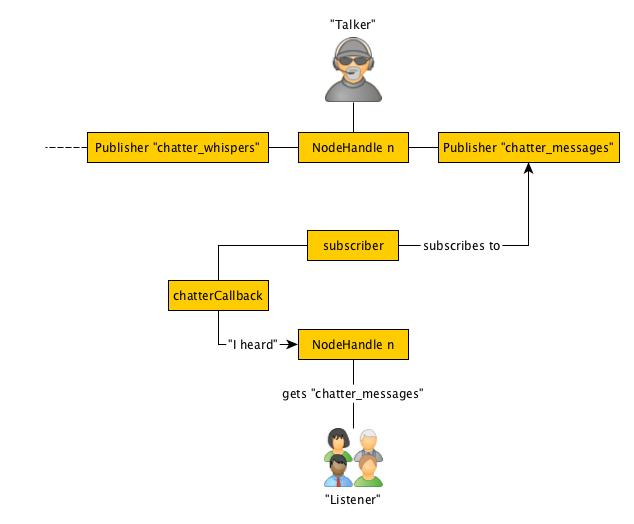 "Talker"
Publisher "chatter_whispers"
NodeHandle n
Publisher "chatter_messages"
subscriber
subscribes to
chatterCallback
"I heard"
NodeHandle n
gets "chatter_messages"
"Listener"